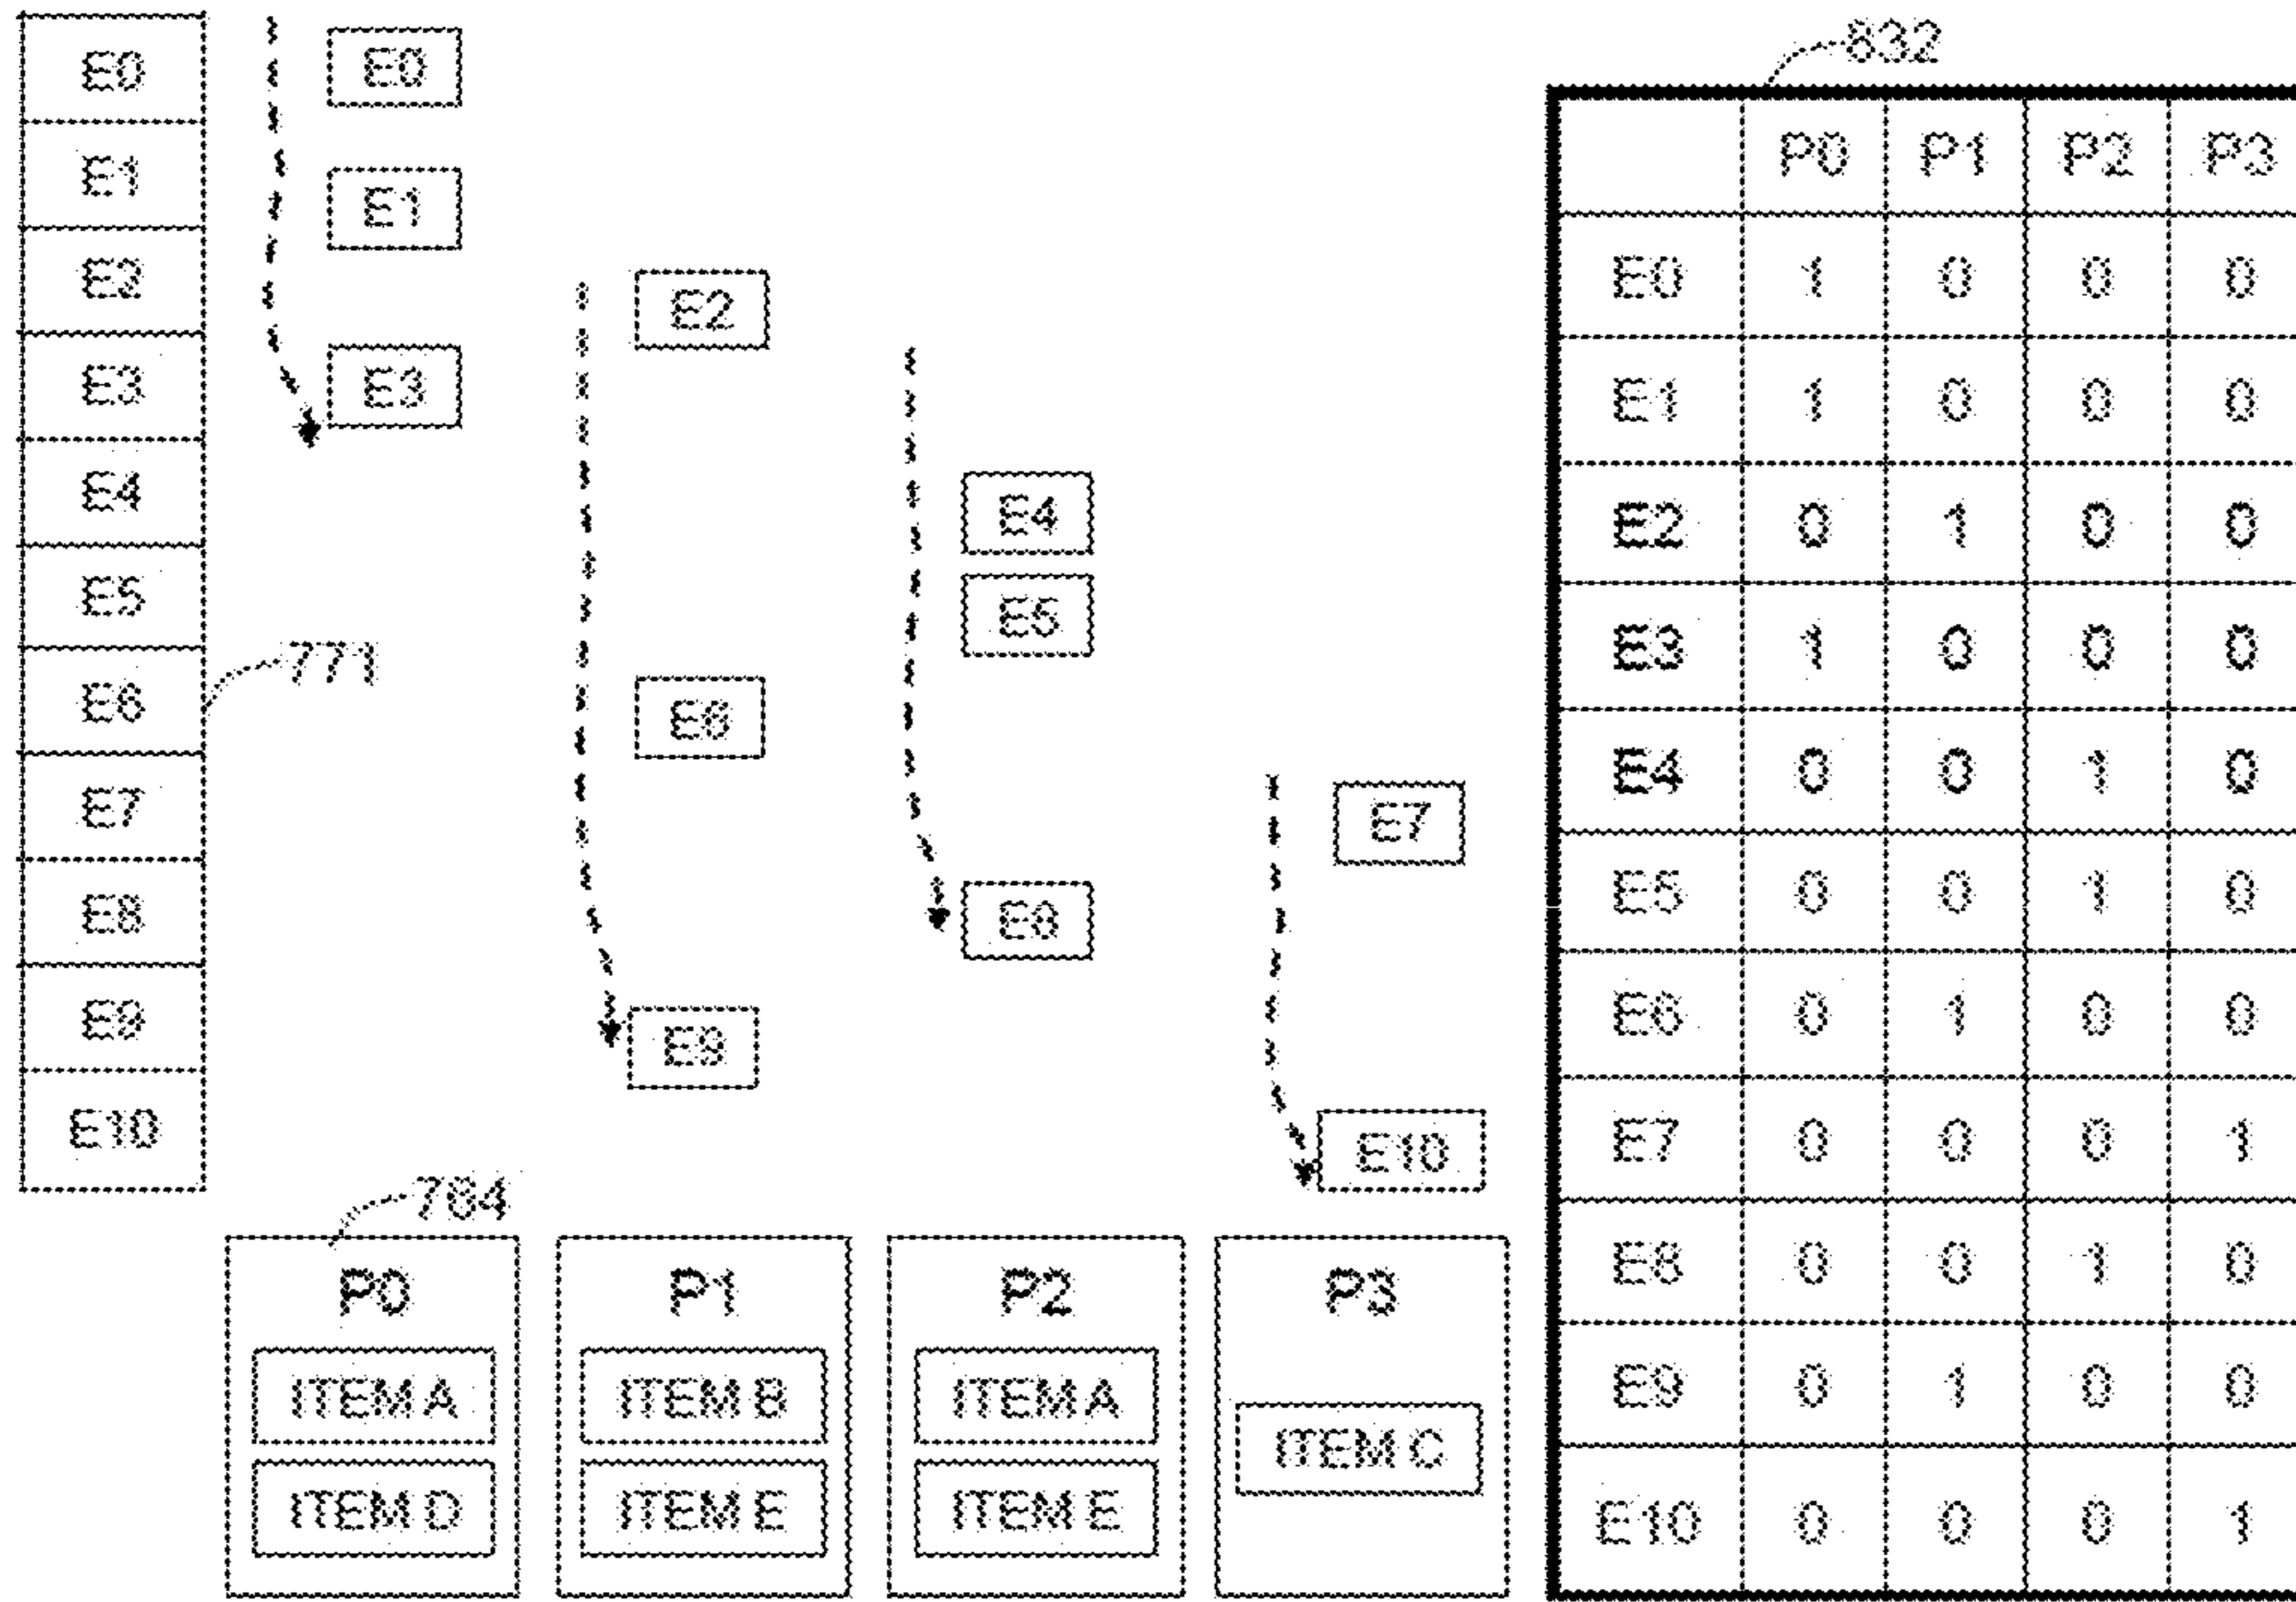 E0
E1
E2
E3
E4
E5
E6
E7
E8
E9
E10
771
E0
E1
E3
E2
E6
E9
E4
E5
E8
E7
E10
764
P0
ITEM A
ITEM D
P1
ITEM B
ITEM E
P2
ITEM A
ITEM E
P3
ITEM C
832
P0 P1 P2 P3
E0 1 0 0 0
E1 1 0 0 0
E2 0 1 0 0
E3 1 0 0 0
E4 0 0 1 0
E5 0 0 1 0
E6 0 1 0 0
E7 0 0 0 1
E8 0 0 1 0
E9 0 1 0 0
E10 0 0 0 1